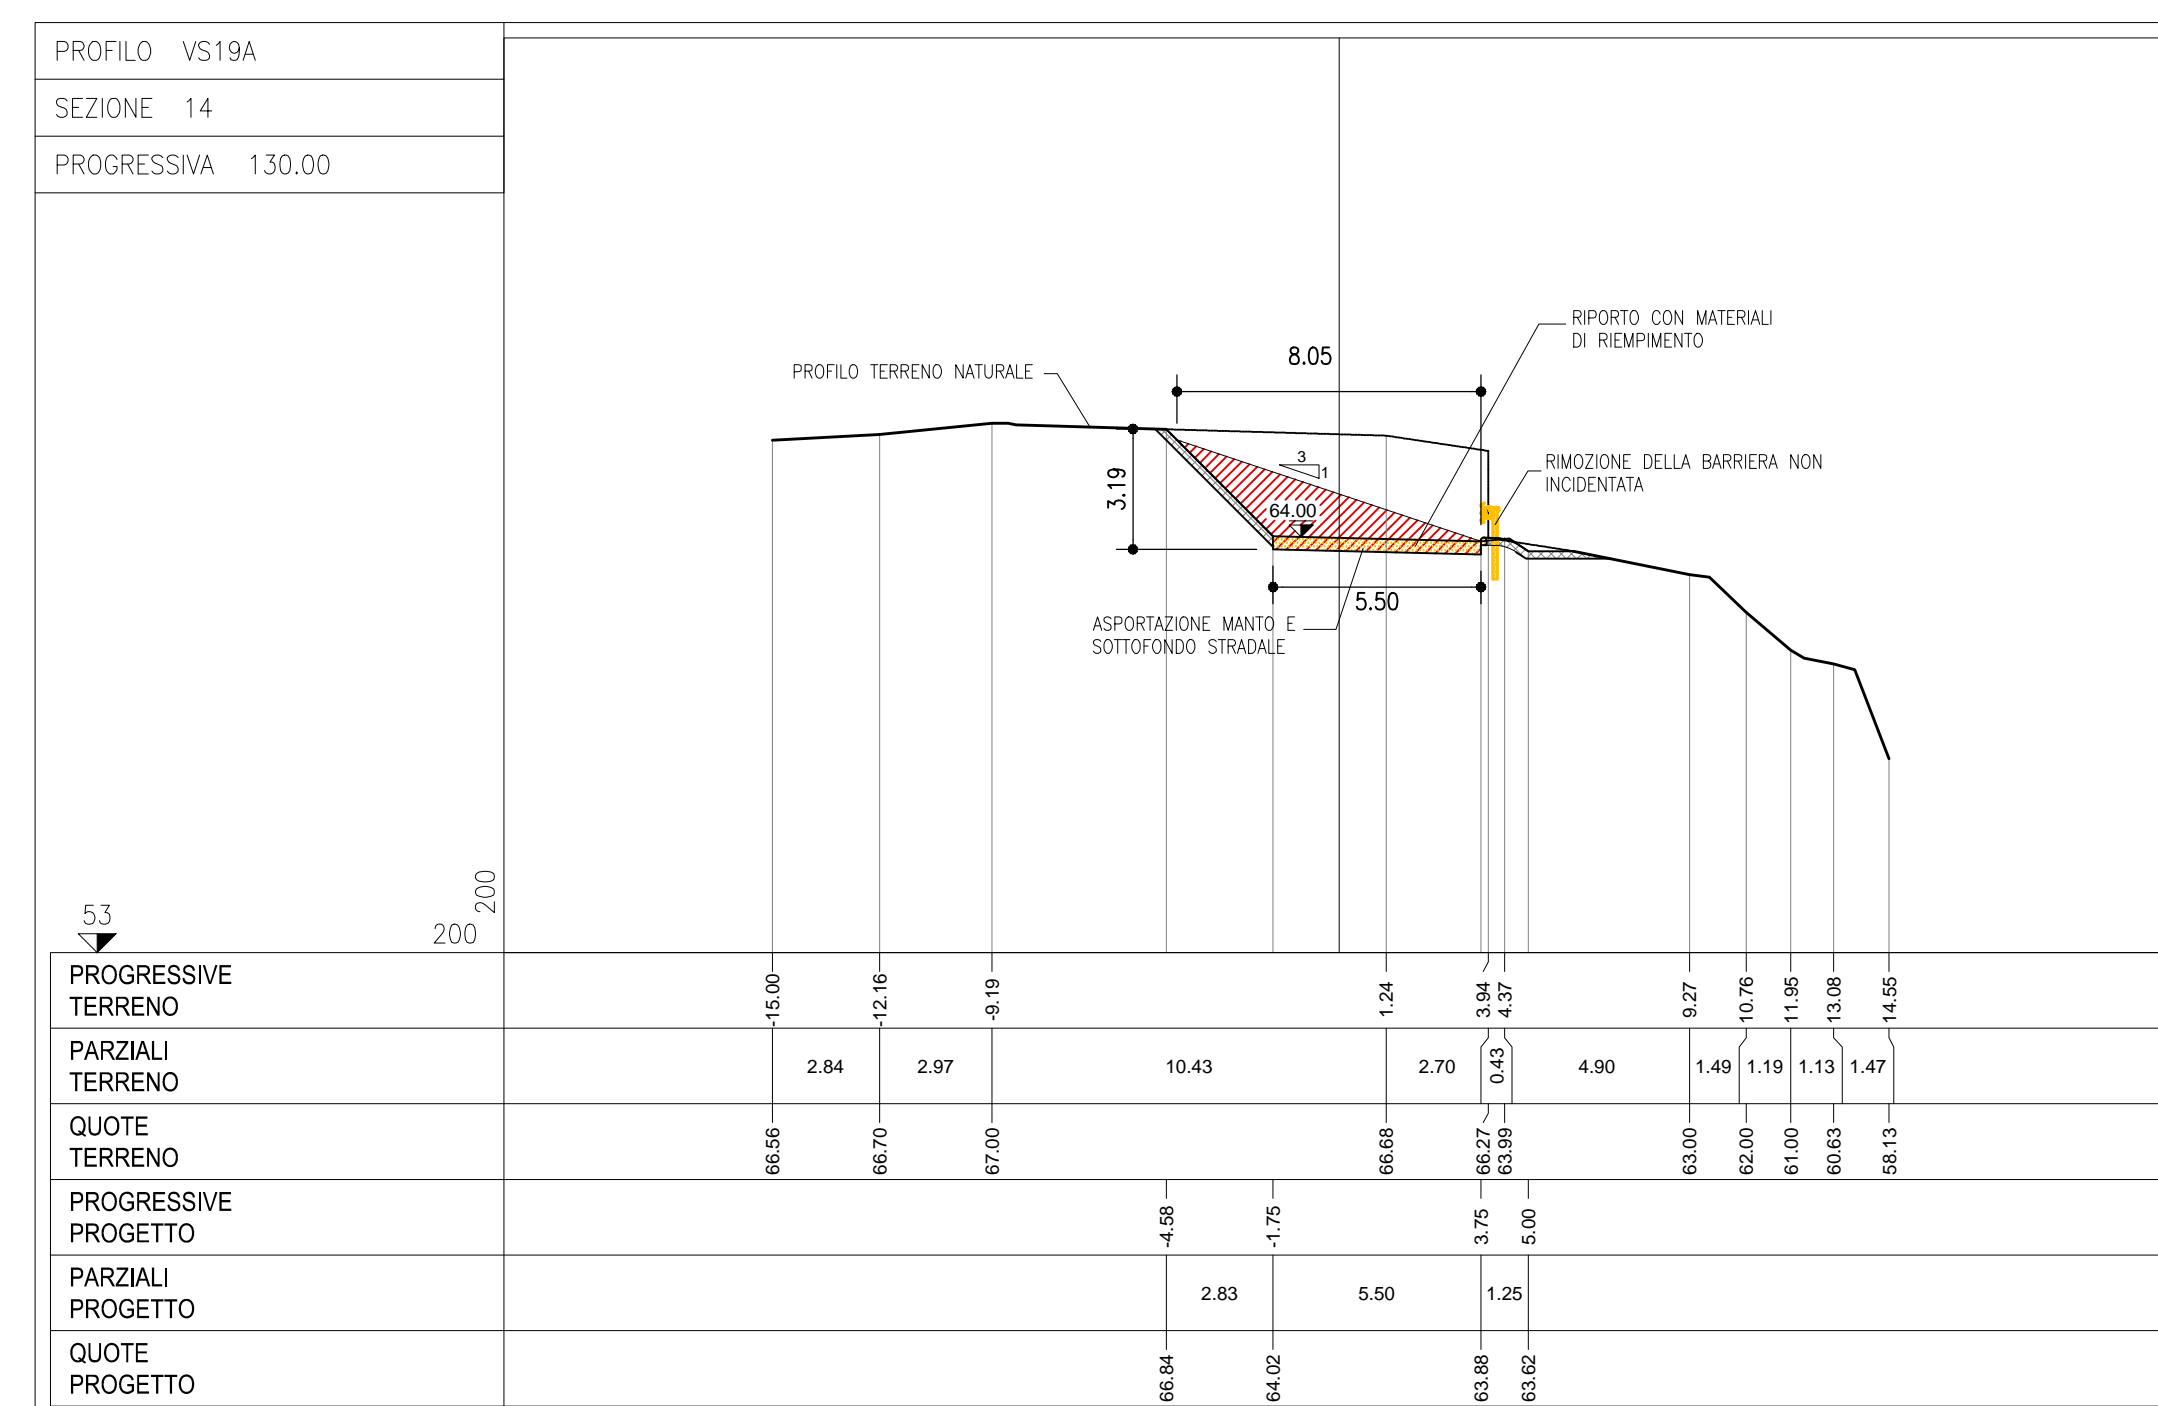 PROFILO VS19A
SEZIONE 14
PROGRESSIVA 130.00
RIPORTO CON MATERIALI
DI RIEMPIMENTO
8.05
PROFILO TERRENO NATURALE
3
1
RIMOZIONE DELLA BARRIERA NON
INCIDENTATA
3.19
64.00
5.50
ASPORTAZIONE MANTO E
SOTTOFONDO STRADALE
200
53
200
PROGRESSIVE
TERRENO
-15.00 -12.16 -9.19 1.24 3.94 4.37 9.27 10.76 11.95 13.08 14.55
PARZIALI
TERRENO
2.84 2.97 10.43 2.70 0.43 4.90 1.49 1.19 1.13 1.47
QUOTE
TERRENO
66.56 66.70 67.00 66.68 66.27 63.99 63.00 62.00 61.00 60.63 58.13
PROGRESSIVE
PROGETTO
-4.58 -1.75 3.75 5.00
PARZIALI
PROGETTO
2.83 5.50 1.25
QUOTE
PROGETTO
66.84 64.02 63.88 63.62